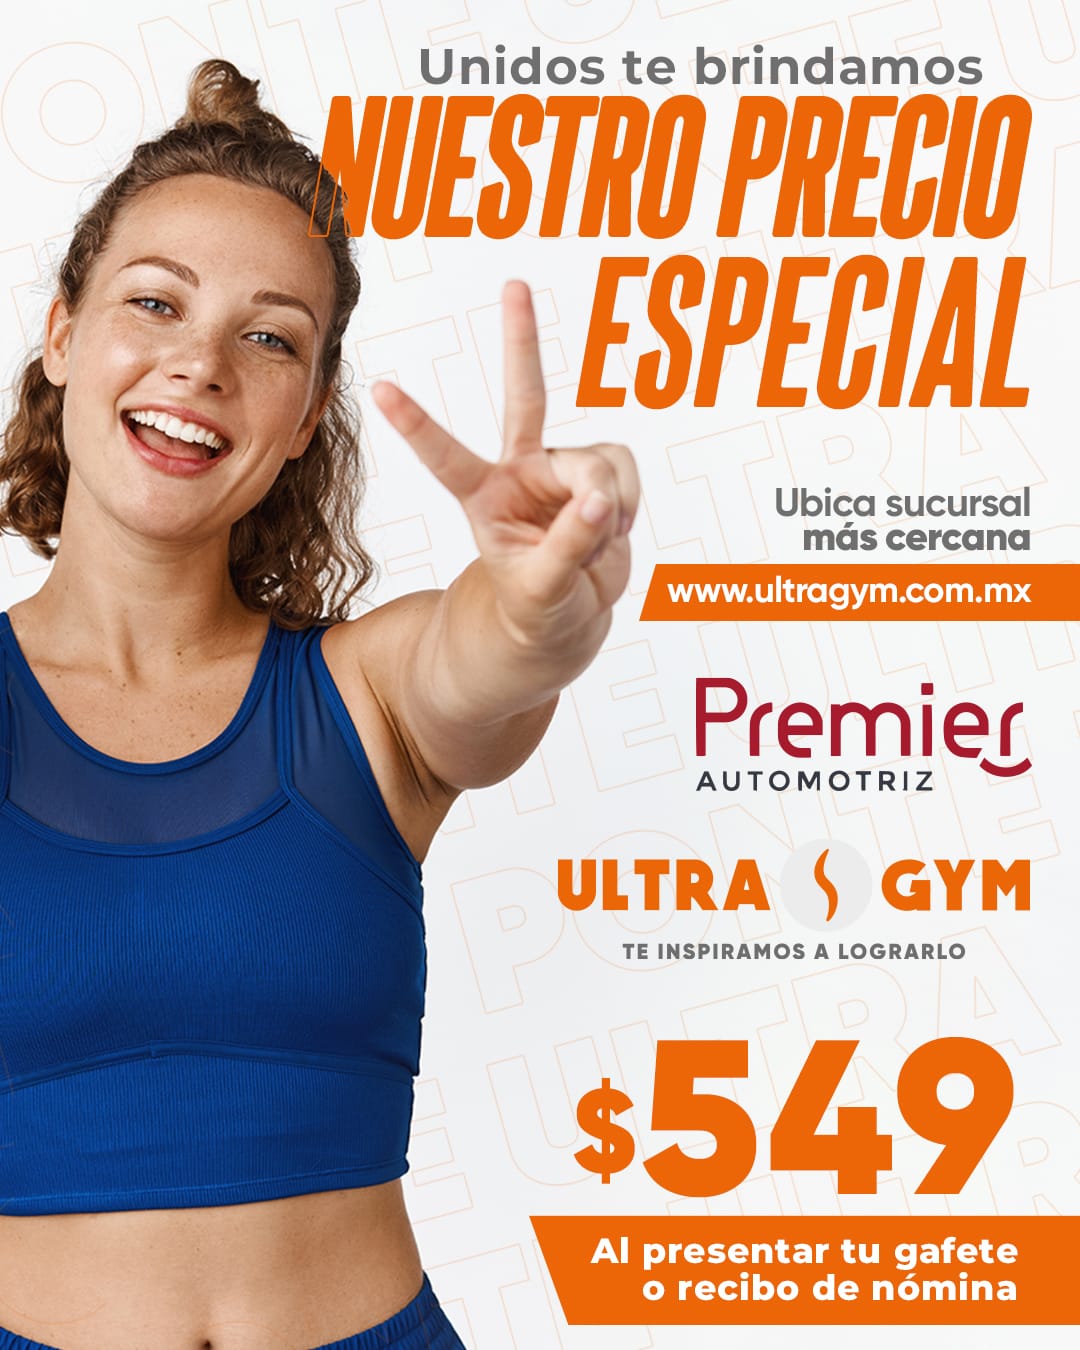 Unidos te brindamos
NUESTRO PRECIO
ESPECIAL
Ubica sucursal
más cercana
www.ultragym.com.mx
Premier
AUTOMOTRIZ
ULTRA GYM
TE INSPIRAMOS A LOGRARLO
$549
Al presentar tu gafete
o recibo de nómina